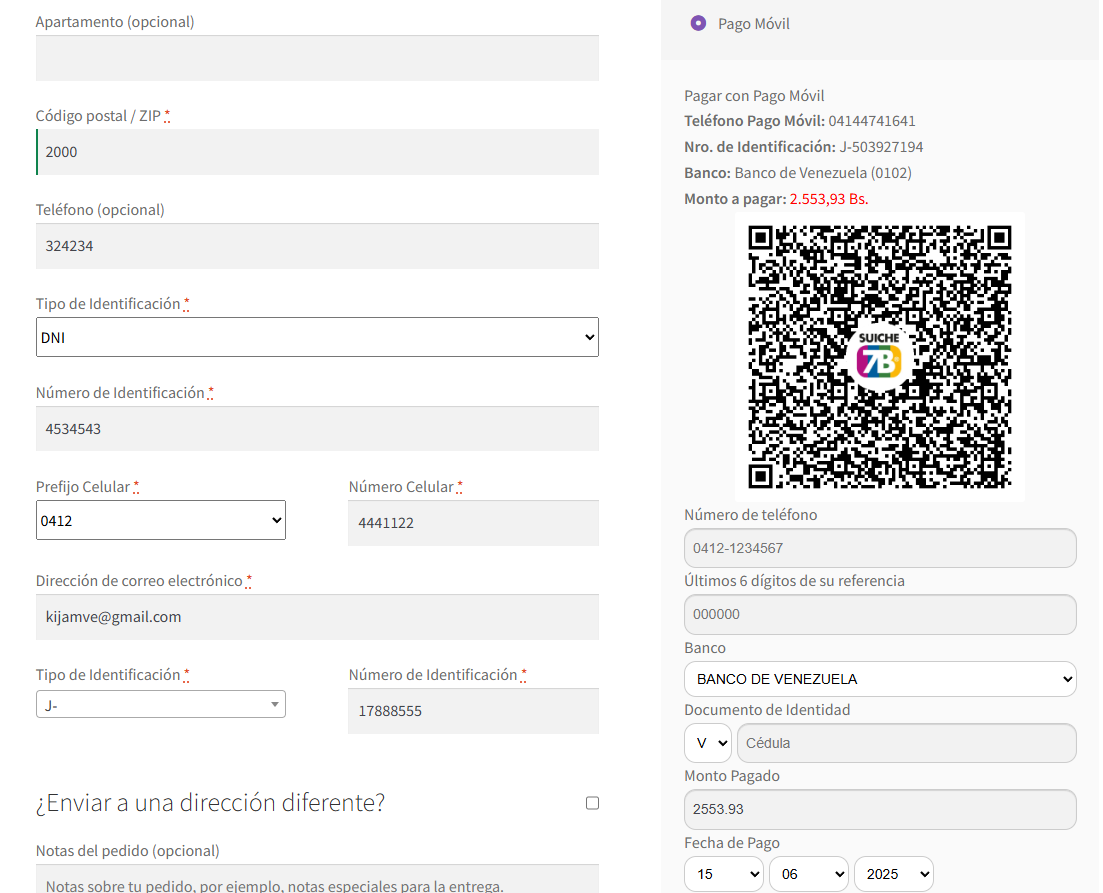 Apartamento (opcional)
Código postal / ZIP *
2000
Teléfono (opcional)
324234
Tipo de Identificación *
DNI
Número de Identificación *
4534543
Prefijo Celular *
Número Celular *
0412
4441122
Dirección de correo electrónico *
kijamve@gmail.com
Tipo de Identificación *
Número de Identificación *
J-
17888555
¿Enviar a una dirección diferente?
Notas del pedido (opcional)
Notas sobre tu pedido, por ejemplo, notas especiales para la entrega.
Pago Móvil
Pagar con Pago Móvil
Teléfono Pago Móvil: 04144741641
Nro. de Identificación: J-503927194
Banco: Banco de Venezuela (0102)
Monto a pagar: 2.553,93 Bs.
SUICHE
7B
Número de teléfono
0412-1234567
Últimos 6 dígitos de su referencia
000000
Banco
BANCO DE VENEZUELA
Documento de Identidad
V
Cédula
Monto Pagado
2553.93
Fecha de Pago
15
06
2025